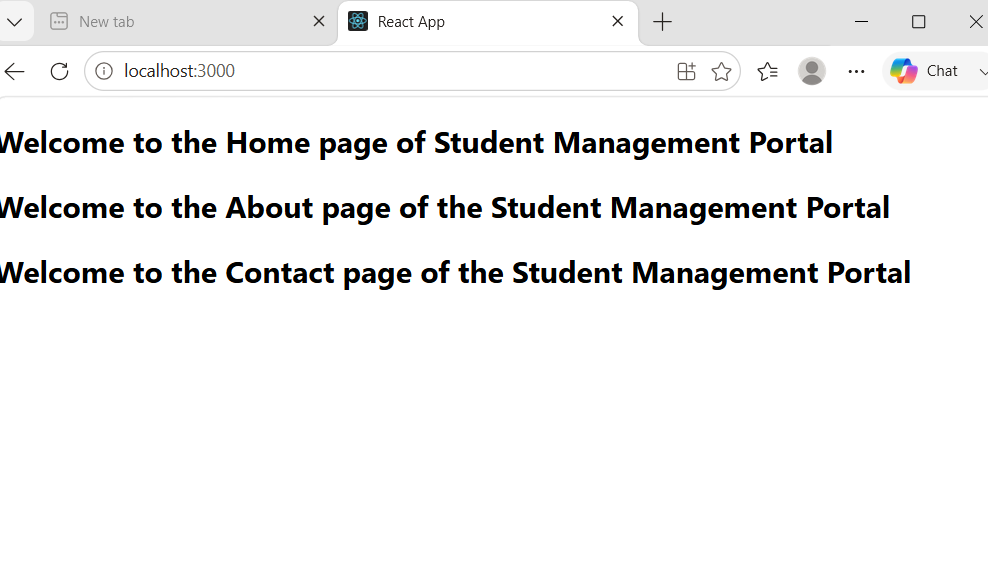 New tab
React App
localhost:3000
Chat
Welcome to the Home page of Student Management Portal
Welcome to the About page of the Student Management Portal
Welcome to the Contact page of the Student Management Portal